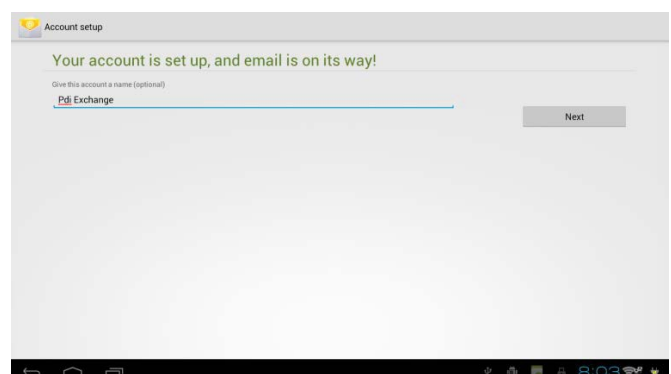 Account setup
Your account is set up, and email is on its way!
Give this account a name (optional)
Pdi Exchange
Next
8:03